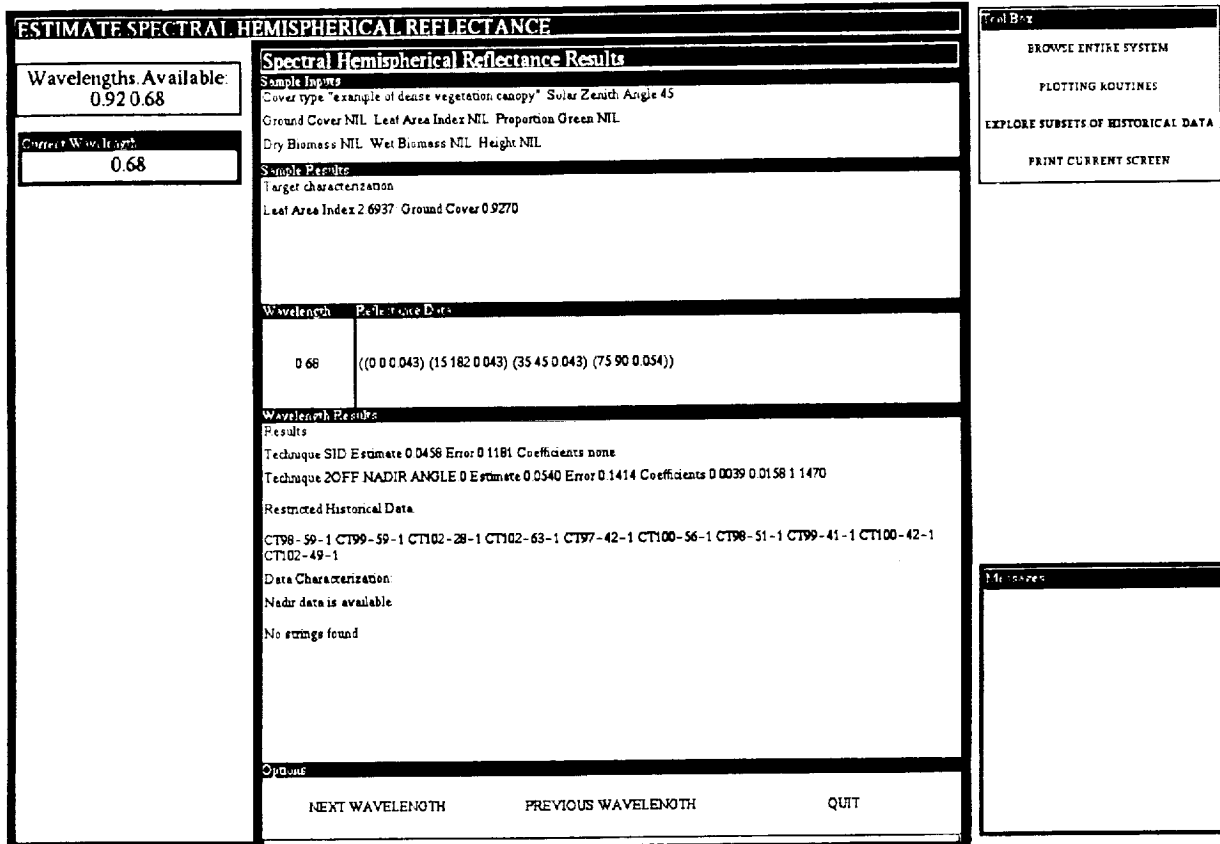 ESTIMATE SPECTRAL HEMISPHERICAL REFLECTANCE
Wavelengths Available:
0.92 0.68
Current Wavelength
0.68
Spectral Hemispherical Reflectance Results
Sample Inputs
Cover type "example of dense vegetation canopy" Solar Zenith Angle 45
Ground Cover NIL Leaf Area Index NIL Proportion Green NIL
Dry Biomass NIL Wet Biomass NIL Height NIL
Sample Results
Target characterization
Leaf Area Index 2.6937 Ground Cover 0.9270
Wavelength Reflectance Data
0.68 ((0 0 0.043) (15 182 0.043) (35 45 0.043) (75 90 0.054))
Wavelength Results
Results
Technique SID Estimate 0.0458 Error 0.1181 Coefficients none
Technique 2OFF NADIR ANGLE 0 Estimate 0.0540 Error 0.1414 Coefficients 0.0039 0.0158 1.1470
Restricted Historical Data
CT98-59-1 CT99-59-1 CT102-28-1 CT102-63-1 CT97-42-1 CT100-56-1 CT98-51-1 CT99-41-1 CT100-42-1
CT102-49-1
Data Characterization:
Nadir data is available
No strings found
Options
NEXT WAVELENGTH PREVIOUS WAVELENGTH QUIT
Tool Box
BROWSE ENTIRE SYSTEM
PLOTTING ROUTINES
EXPLORE SUBSETS OF HISTORICAL DATA
PRINT CURRENT SCREEN
Messages